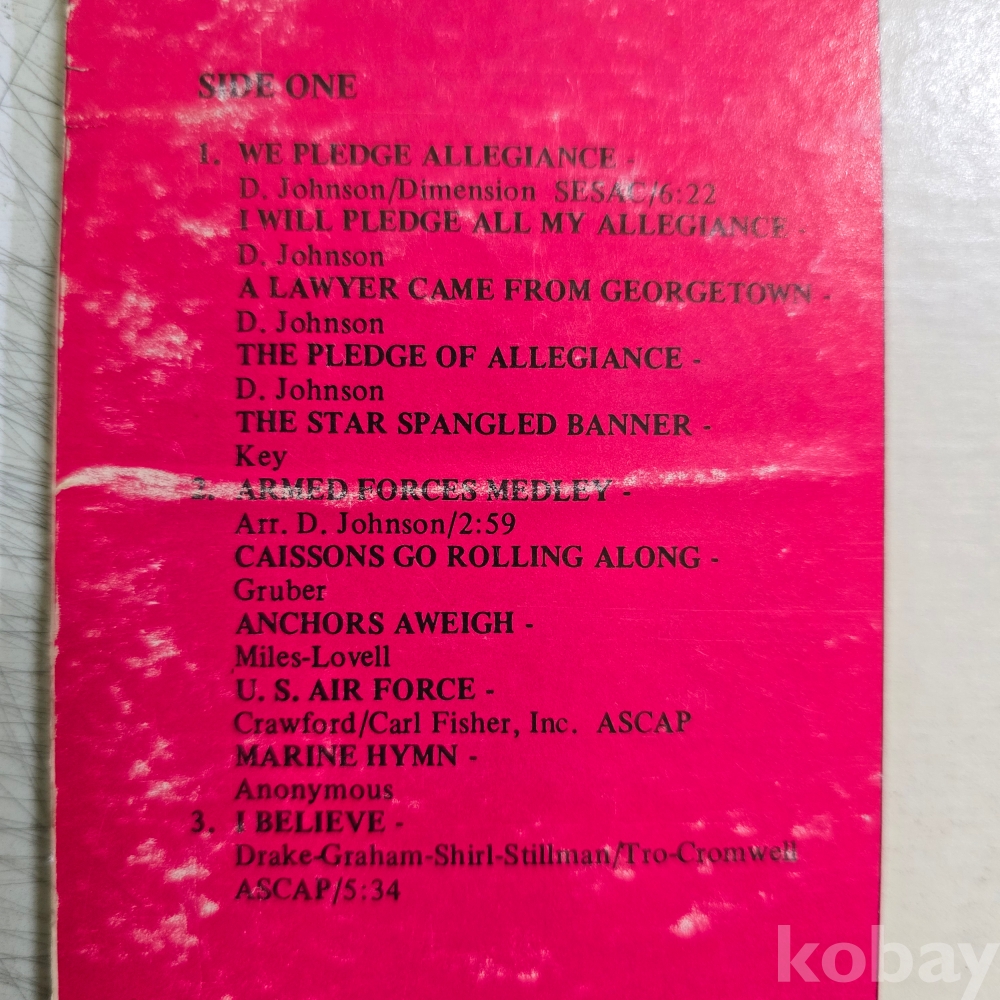 SIDE ONE
1. WE PLEDGE ALLEGIANCE -
D. Johnson/Dimension SESAC/6:22
I WILL PLEDGE ALL MY ALLEGIANCE -
D. Johnson
A LAWYER CAME FROM GEORGETOWN -
D. Johnson
THE PLEDGE OF ALLEGIANCE -
D. Johnson
THE STAR SPANGLED BANNER -
Key
2. ARMED FORCES MEDLEY -
Arr. D. Johnson/2:59
CAISSONS GO ROLLING ALONG -
Gruber
ANCHORS AWEIGH -
Miles-Lovell
U. S. AIR FORCE -
Crawford/Carl Fisher, Inc. ASCAP
MARINE HYMN -
Anonymous
3. I BELIEVE -
Drake-Graham-Shirl-Stillman/Tro-Cromwell
ASCAP/5:34
kobay